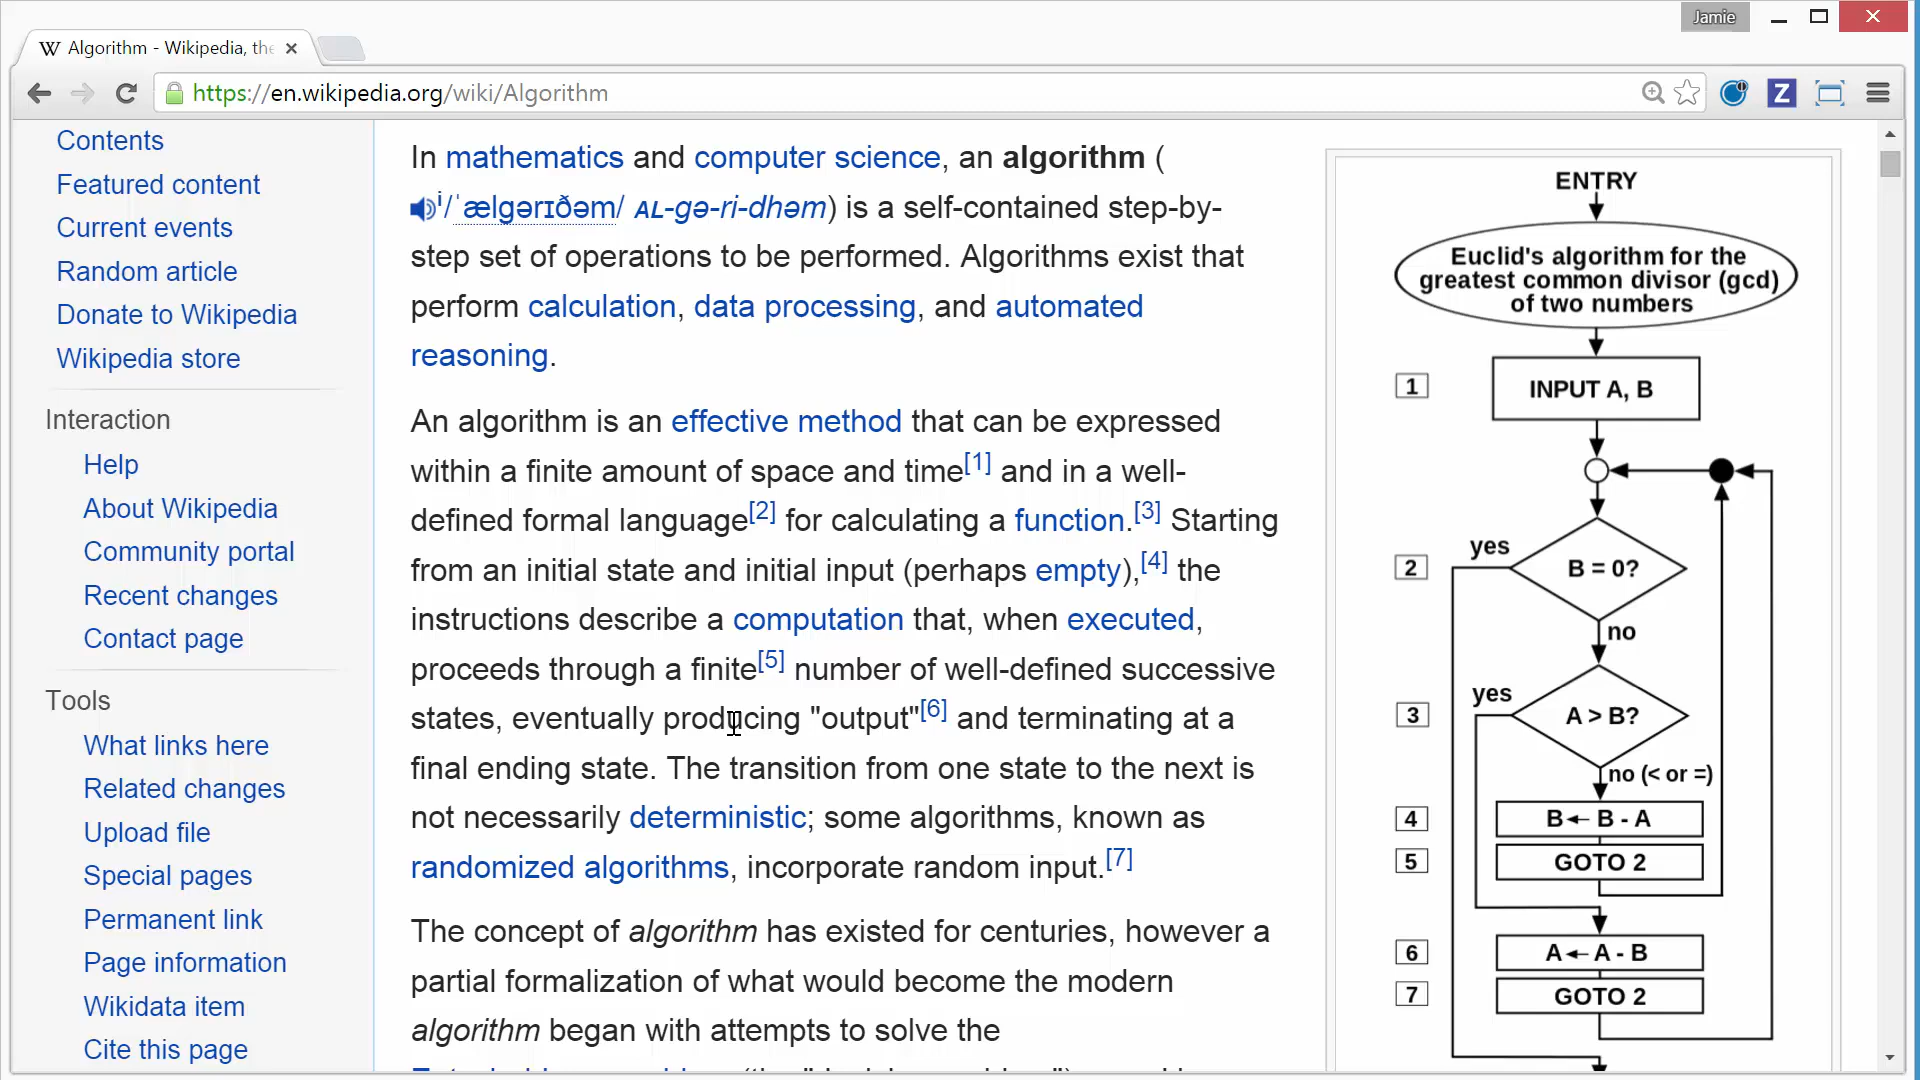 Jamie
W Algorithm - Wikipedia, the
https://en.wikipedia.org/wiki/Algorithm
Z
Contents
Featured content
Current events
Random article
Donate to Wikipedia
Wikipedia store
Interaction
Help
About Wikipedia
Community portal
Recent changes
Contact page
Tools
What links here
Related changes
Upload file
Special pages
Permanent link
Page information
Wikidata item
Cite this page
In mathematics and computer science, an algorithm (
i/ˈælɡərɪðəm/ AL-gə-ri-dhəm) is a self-contained step-by-
step set of operations to be performed. Algorithms exist that
perform calculation, data processing, and automated
reasoning.
An algorithm is an effective method that can be expressed
within a finite amount of space and time[1] and in a well-
defined formal language[2] for calculating a function.[3] Starting
from an initial state and initial input (perhaps empty),[4] the
instructions describe a computation that, when executed,
proceeds through a finite[5] number of well-defined successive
states, eventually producing "output"[6] and terminating at a
final ending state. The transition from one state to the next is
not necessarily deterministic; some algorithms, known as
randomized algorithms, incorporate random input.[7]
The concept of algorithm has existed for centuries, however a
partial formalization of what would become the modern
algorithm began with attempts to solve the
ENTRY
Euclid's algorithm for the
greatest common divisor (gcd)
of two numbers
1 INPUT A, B
yes
2 B = 0?
no
yes
3 A > B?
no (< or =)
4 B ← B - A
5 GOTO 2
6 A ← A - B
7 GOTO 2